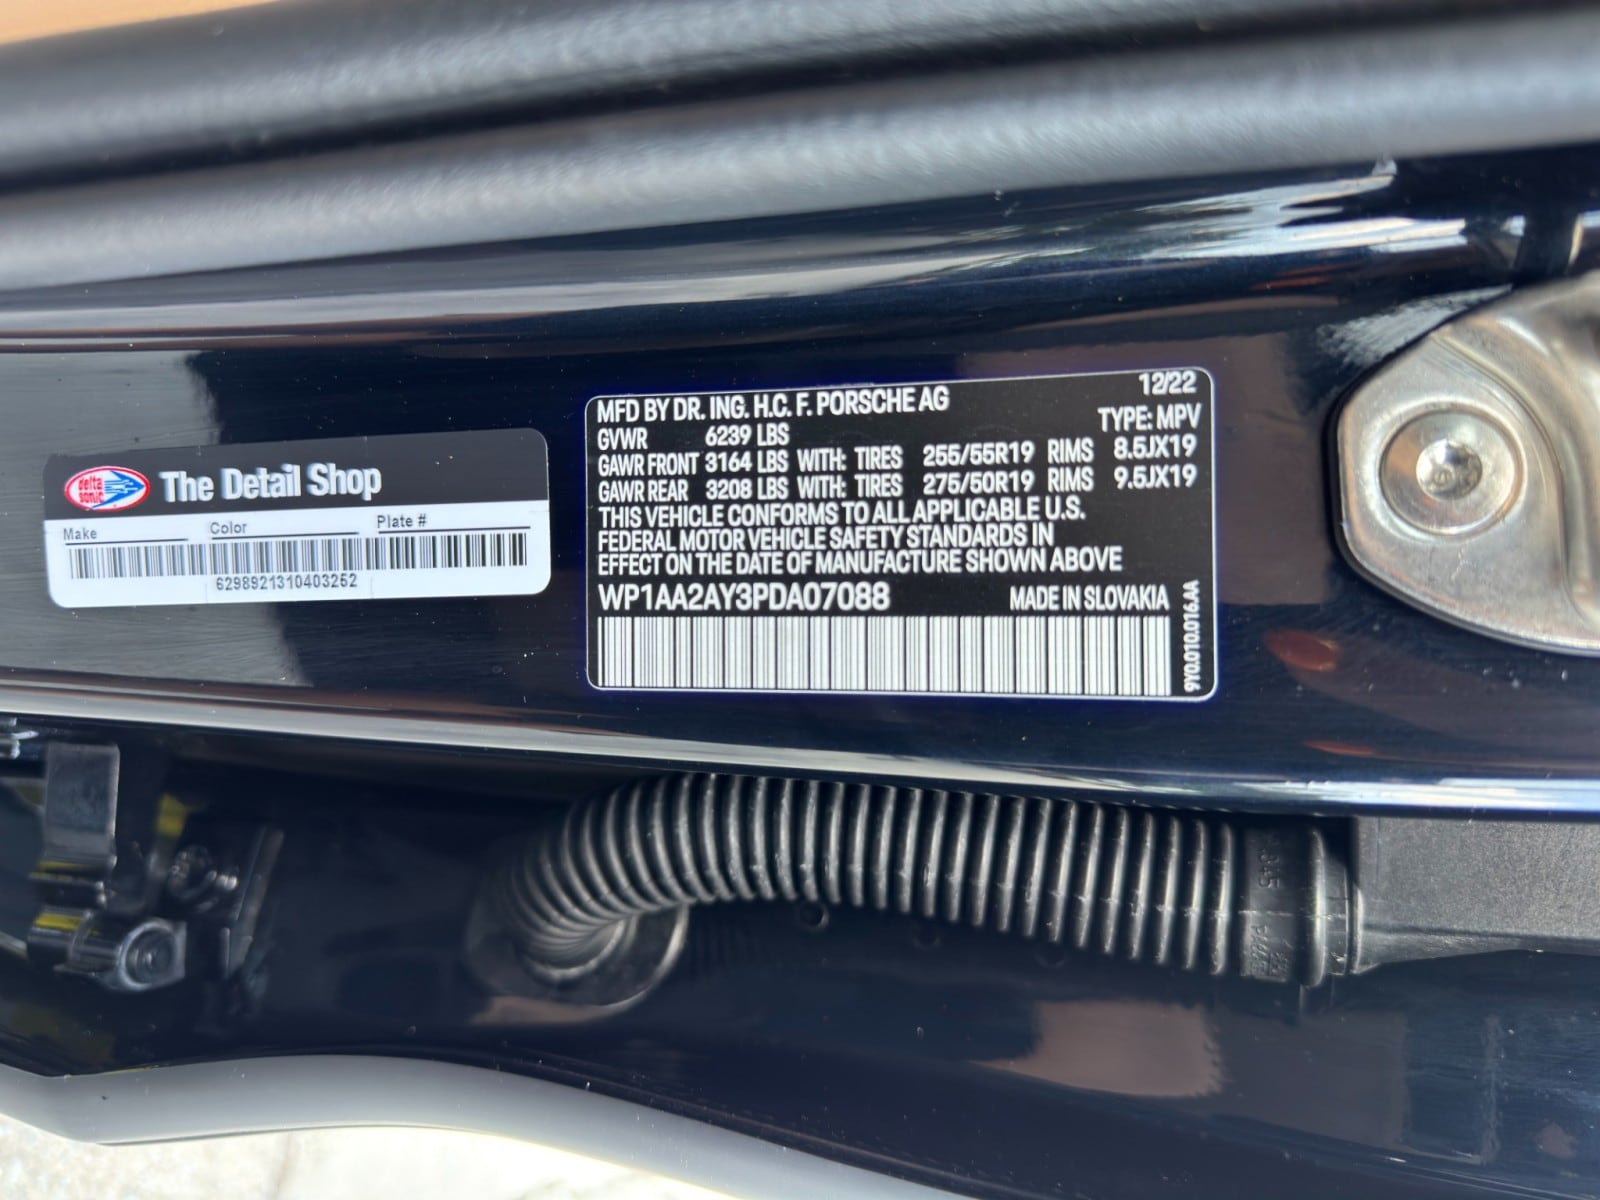 delta sonic The Detail Shop
Make Color Plate #
6298921310403252
MFD BY DR. ING. H.C. F. PORSCHE AG 12/22
GVWR 6239 LBS TYPE: MPV
GAWR FRONT 3164 LBS WITH: TIRES 255/55R19 RIMS 8.5JX19
GAWR REAR 3208 LBS WITH: TIRES 275/50R19 RIMS 9.5JX19
THIS VEHICLE CONFORMS TO ALL APPLICABLE U.S.
FEDERAL MOTOR VEHICLE SAFETY STANDARDS IN
EFFECT ON THE DATE OF MANUFACTURE SHOWN ABOVE
WP1AA2AY3PDA07088 MADE IN SLOVAKIA
9Y0.010.016.AA